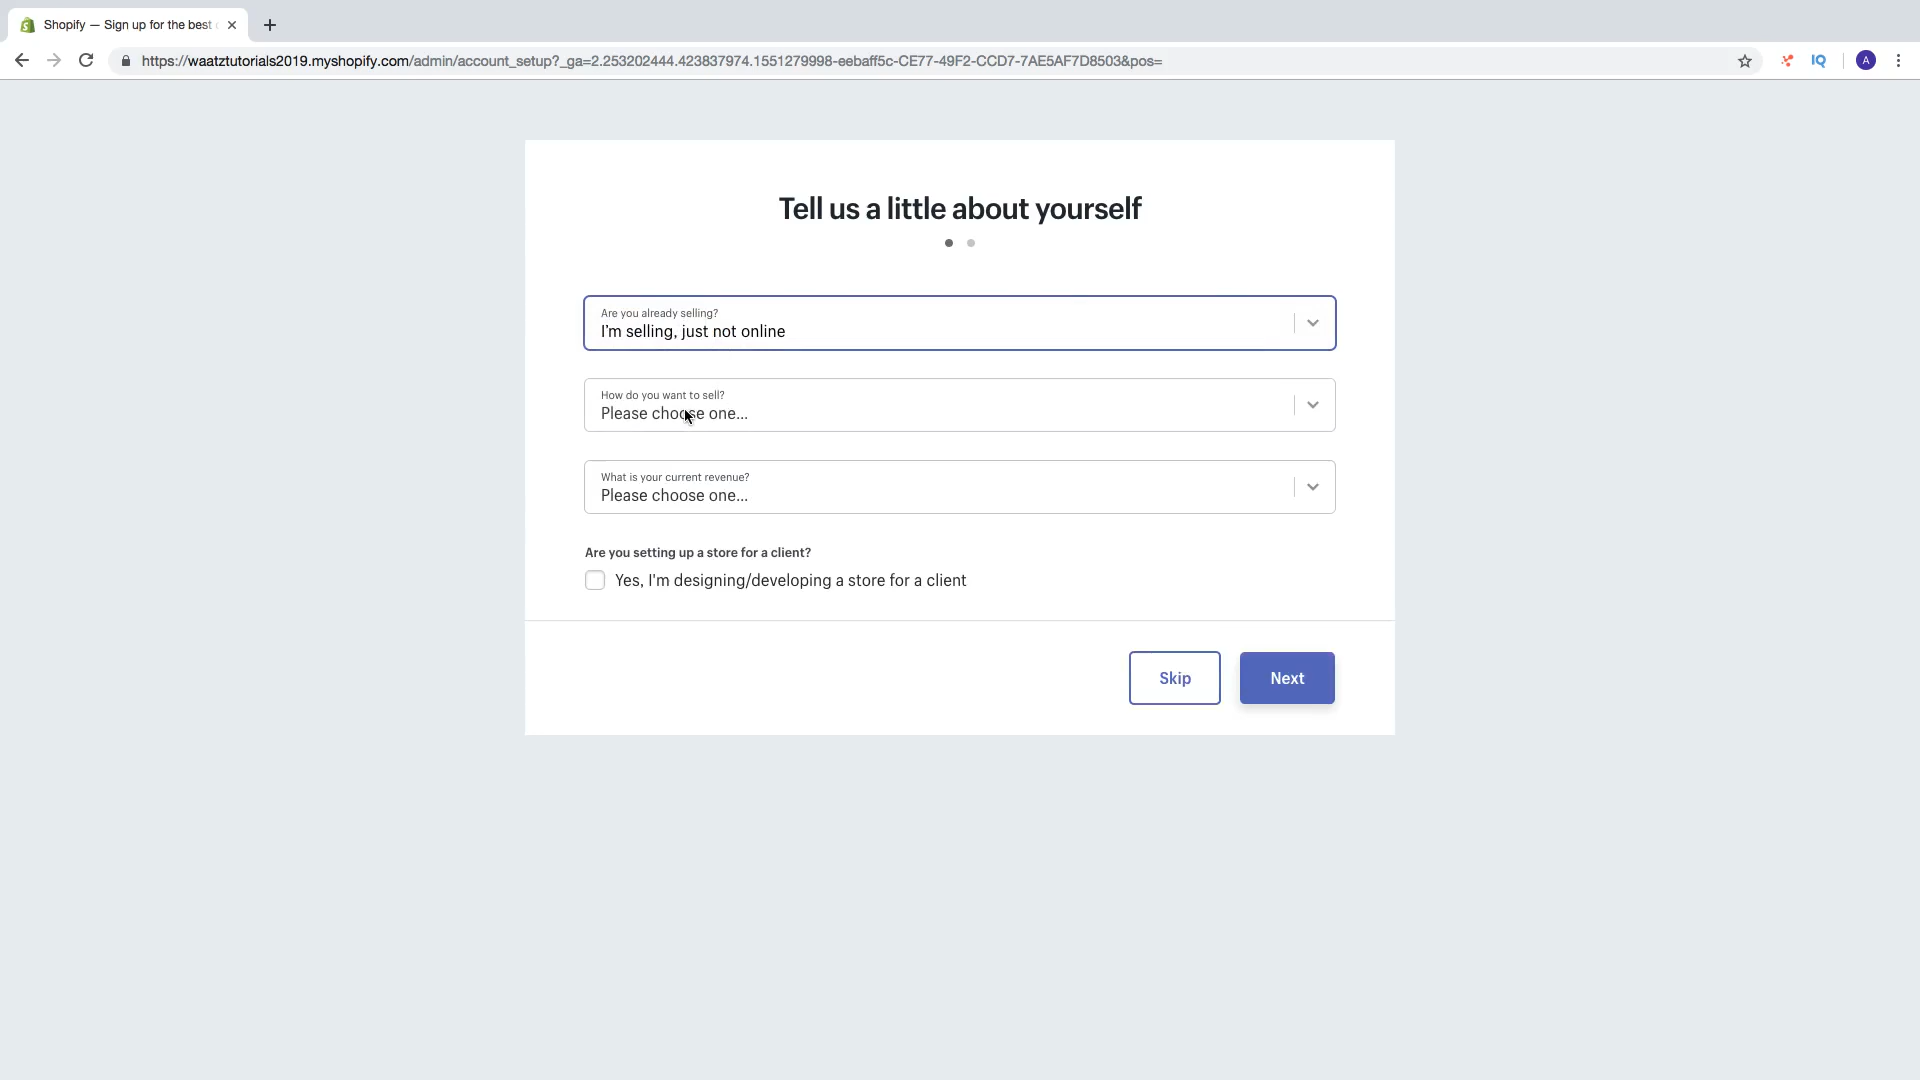 Shopify — Sign up for the best
https://waatztutorials2019.myshopify.com/admin/account_setup?_ga=2.253202444.423837974.1551279998-eebaff5c-CE77-49F2-CCD7-7AE5AF7D8503&pos=
IQ
A
Tell us a little about yourself
Are you already selling?
I'm selling, just not online
How do you want to sell?
Please choose one...
What is your current revenue?
Please choose one...
Are you setting up a store for a client?
Yes, I'm designing/developing a store for a client
Skip
Next